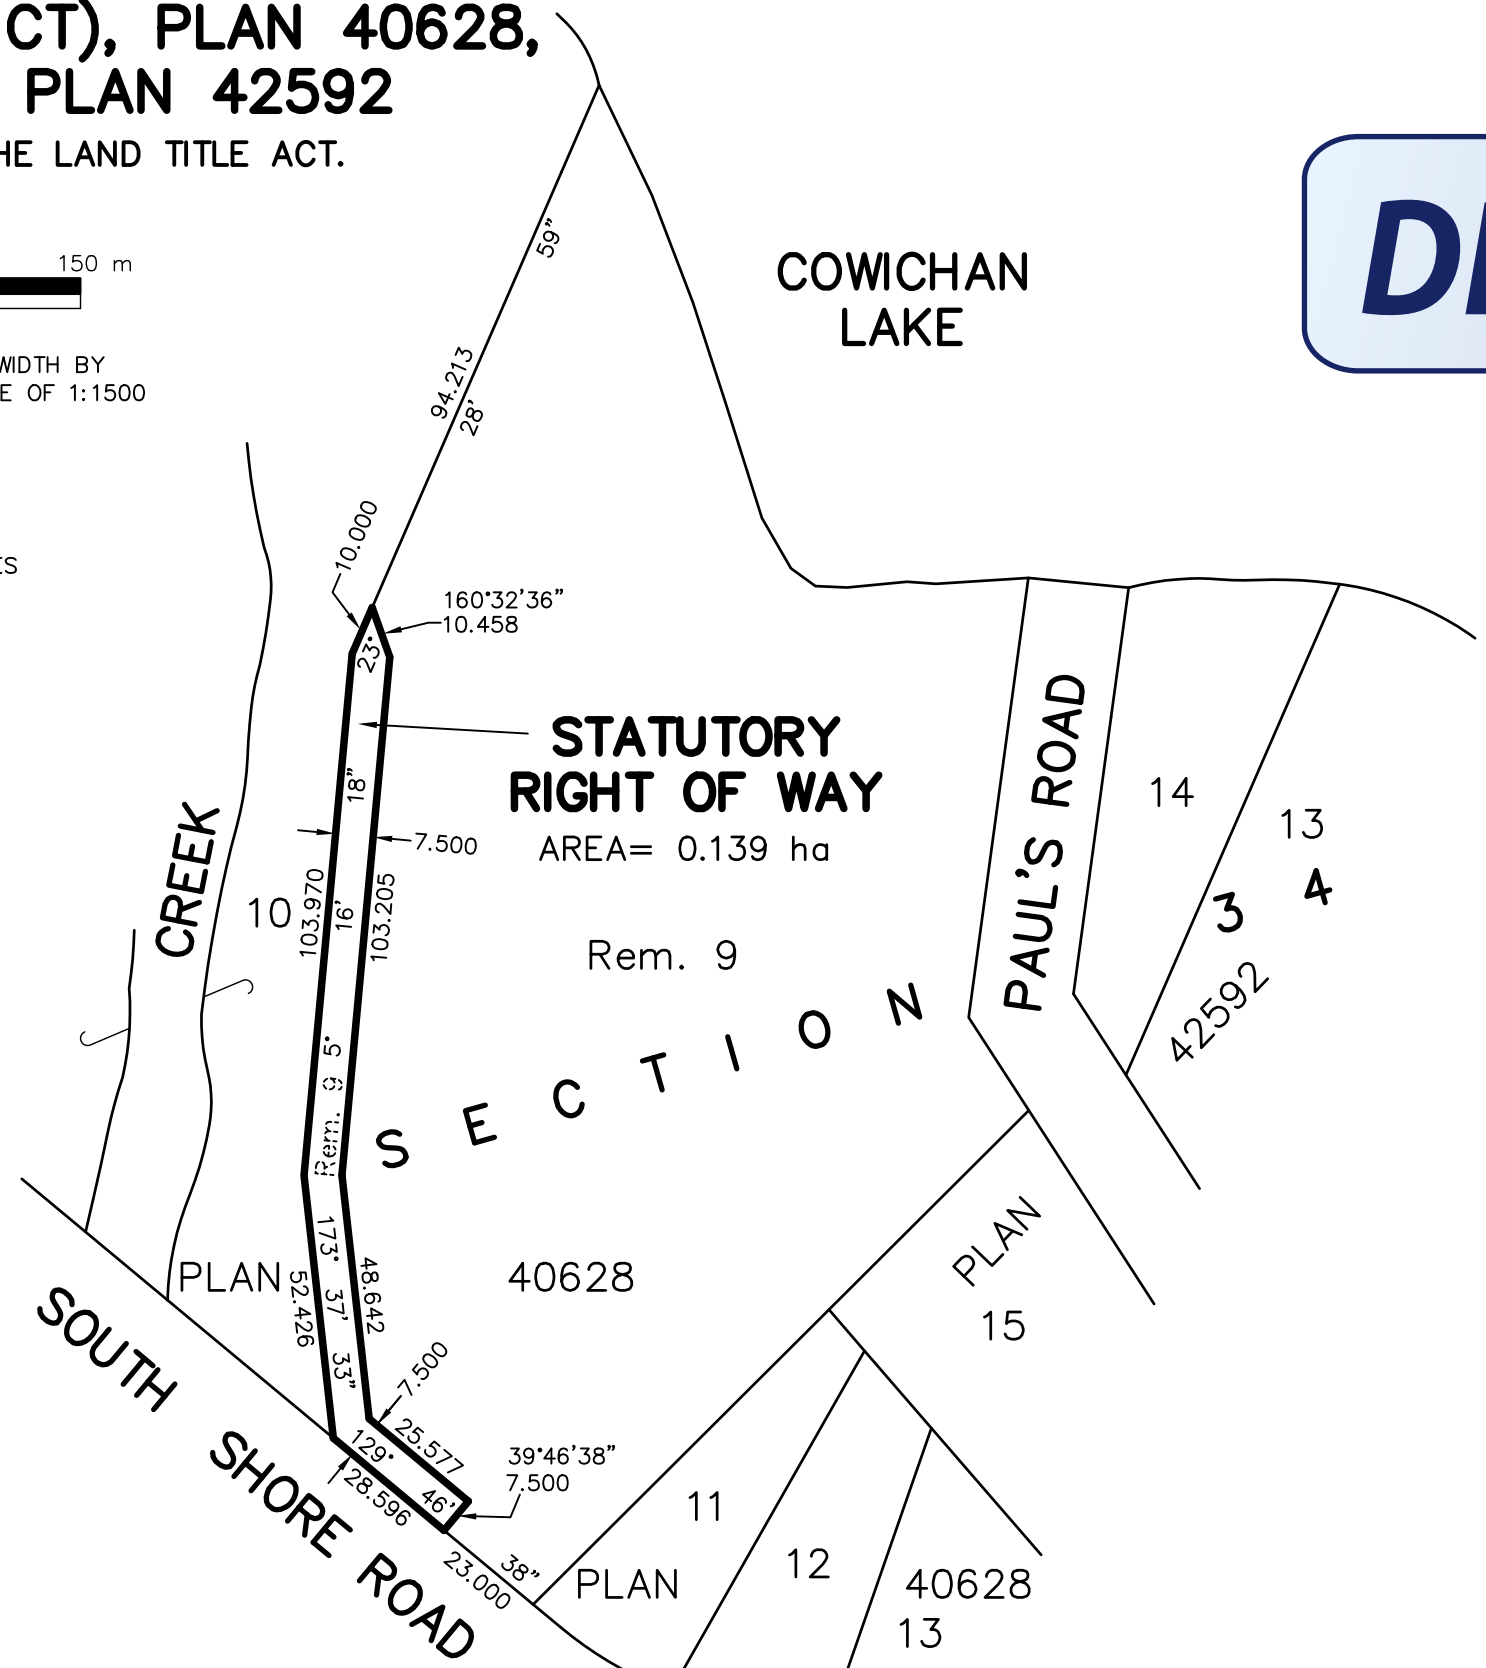 CT), PLAN 40628,
PLAN 42592
HE LAND TITLE ACT.
150 m
WIDTH BY
E OF 1:1500
COWICHAN
LAKE
59"
94.213
28'
10.000
160°32'36"
10.458
23°
STATUTORY
RIGHT OF WAY
AREA= 0.139 ha
18"
7.500
CREEK
10
103.970
16'
103.205
Rem. 9
5°
Rem. 9
SECTION
PAUL'S ROAD
14
13
3 4
42592
173° 37' 33"
52.426
48.642
PLAN
40628
PLAN
15
7.500
25.577
129° 46' 38"
28.596
39°46'38"
7.500
23.000
SOUTH SHORE ROAD
11
PLAN
12
40628
13